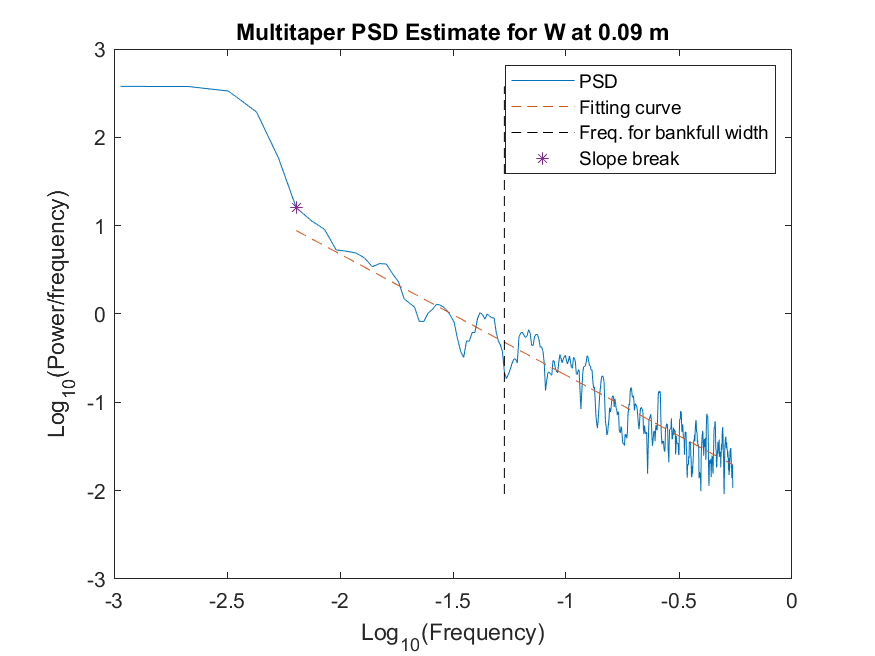 Multitaper PSD Estimate for W at 0.09 m
PSD
Fitting curve
Freq. for bankfull width
Slope break
3
2
1
0
-1
-2
-3
Log10(Power/frequency)
-3 -2.5 -2 -1.5 -1 -0.5 0
Log10(Frequency)